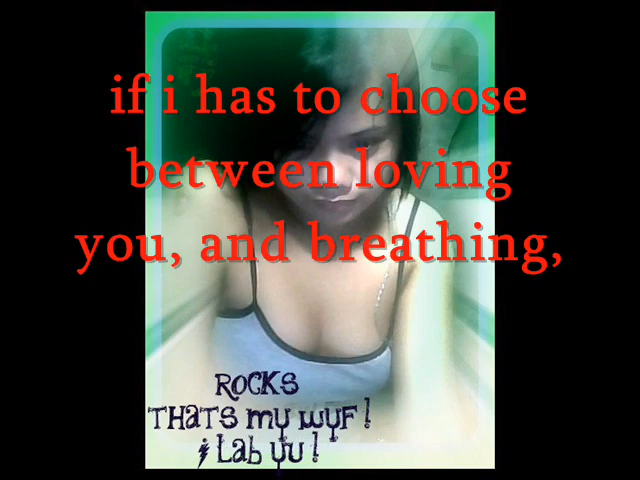 if i has to choose
between loving
you, and breathing,
ROCKS
THATS my wyF!
i Lab yu!